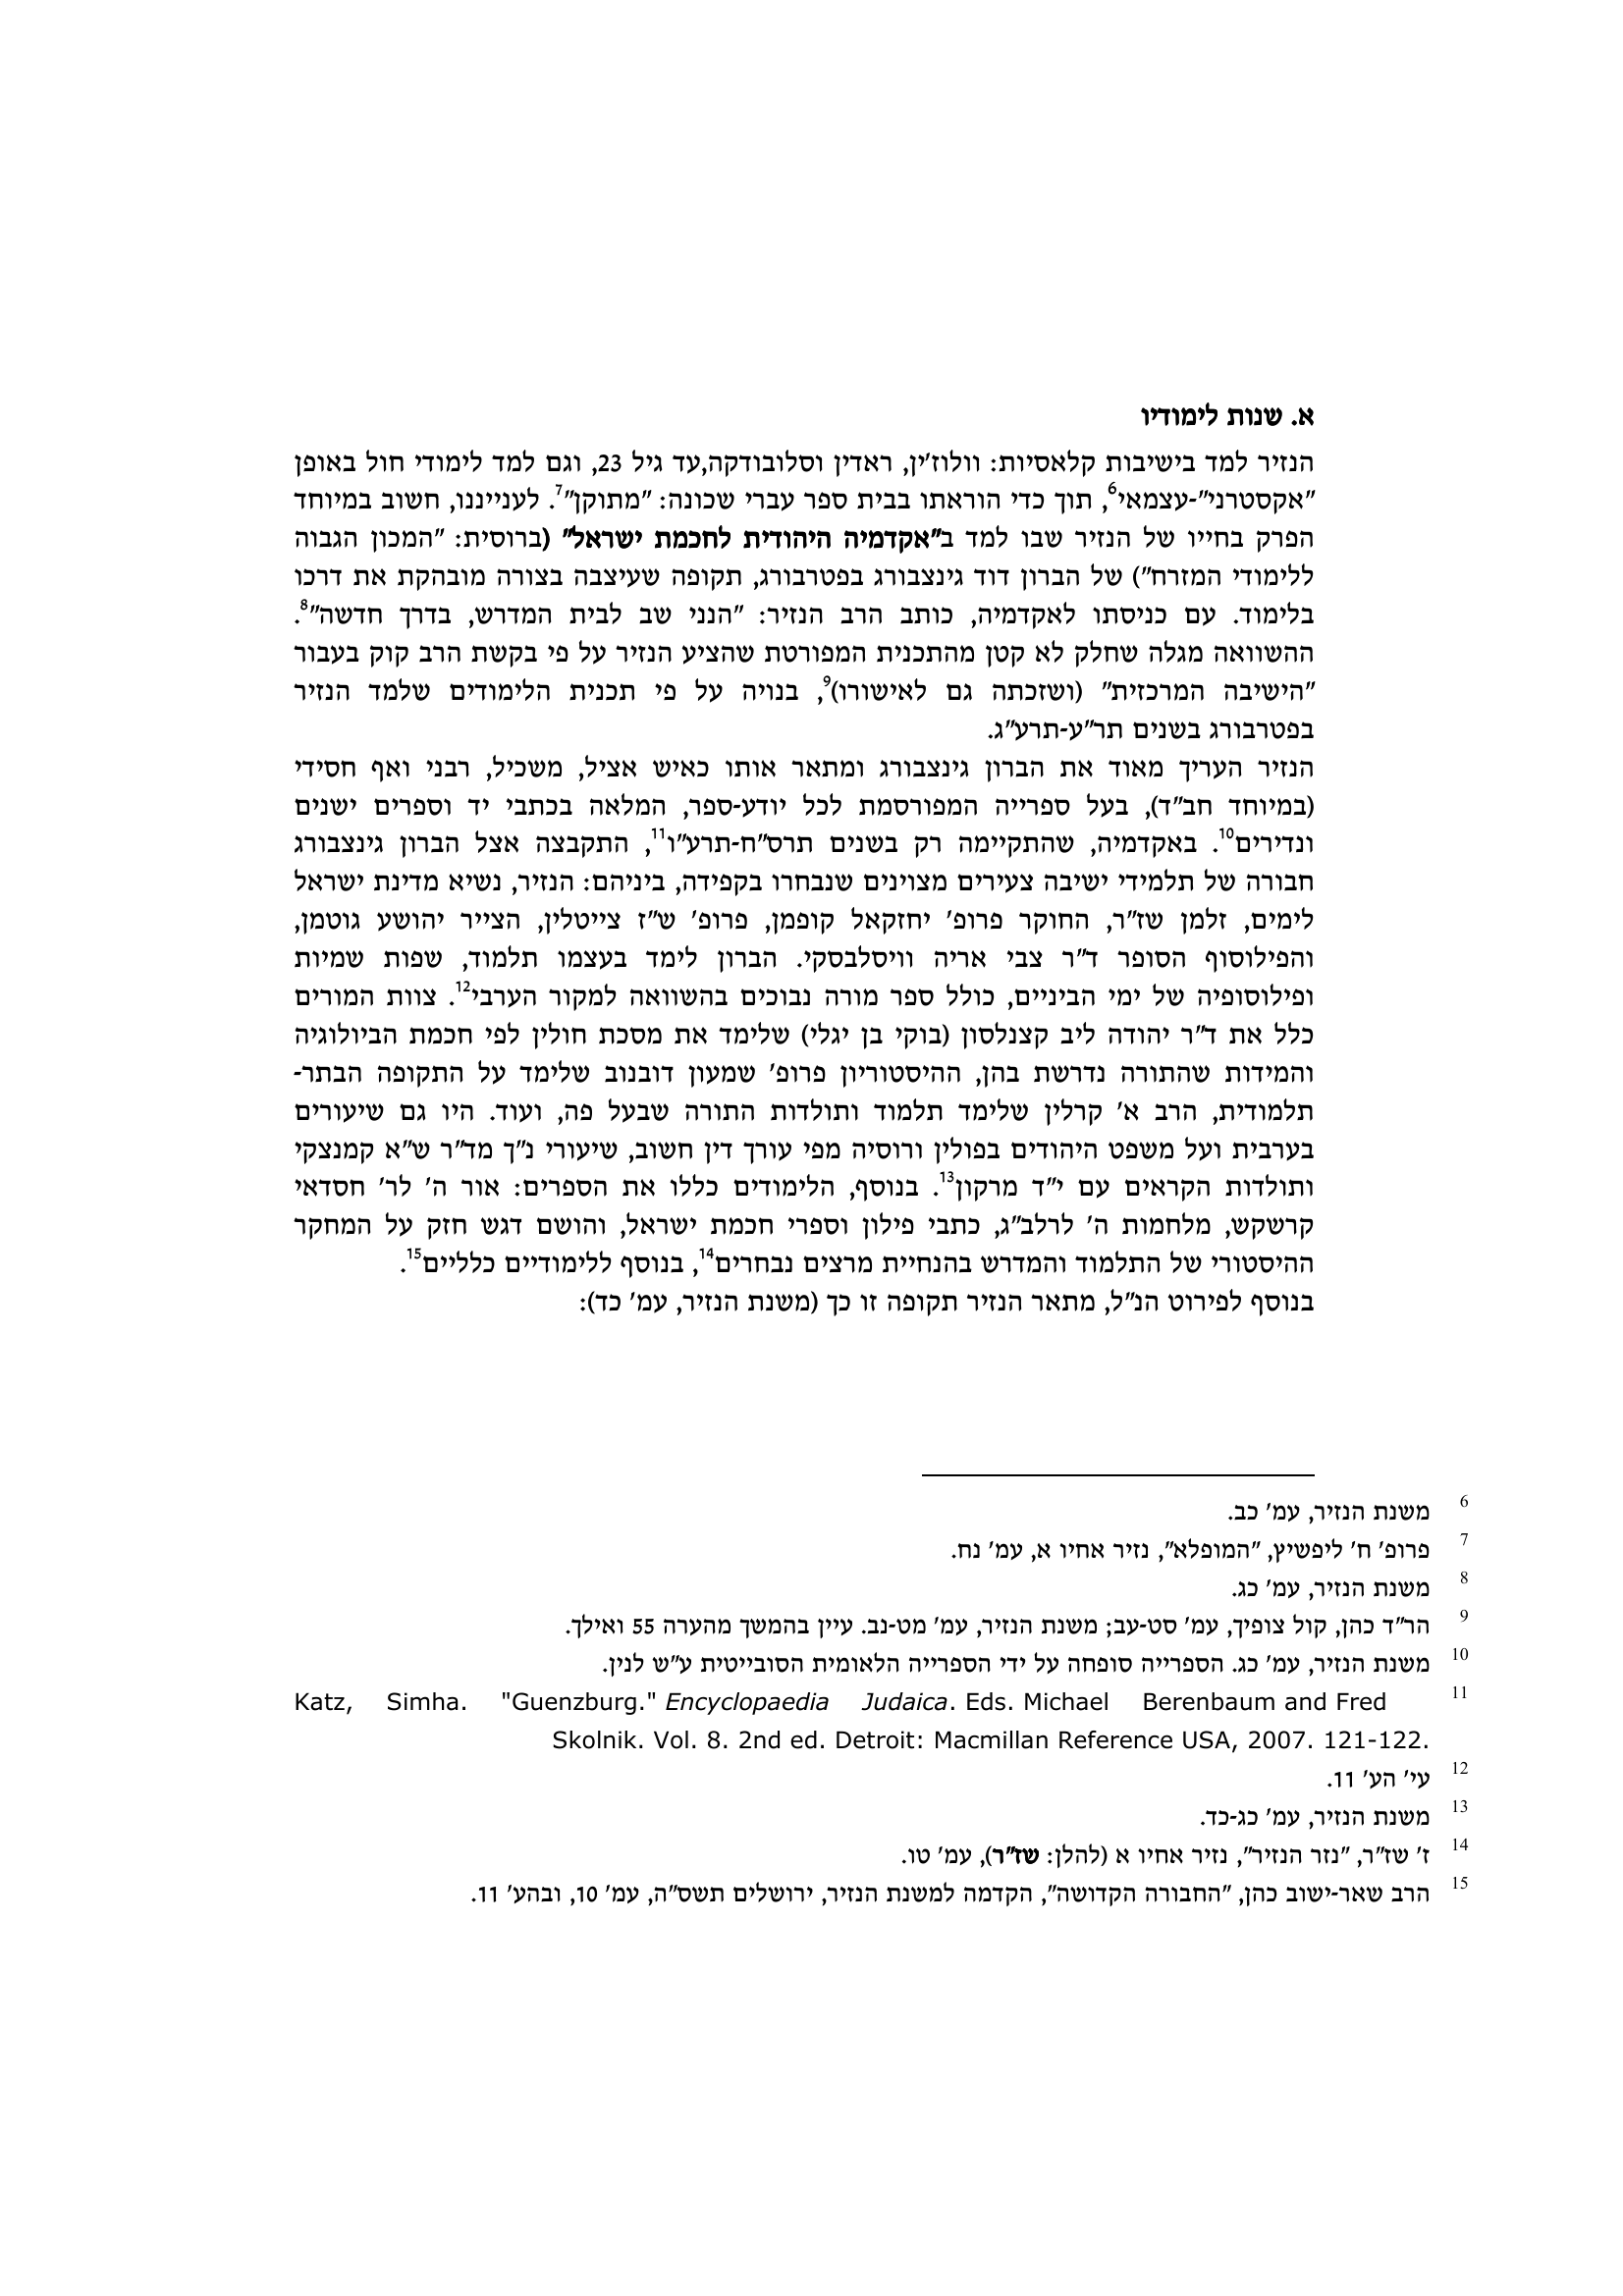 א. שנות לימודיו
הנזיר למד בישיבות קלאסיות: וולוז'ין, ראדין וסלובודקה,עד גיל 23, וגם למד לימודי חול באופן
"אקסטרני"-עצמאי6, תוך כדי הוראתו בבית ספר עברי שכונה: "מתוקן"7. לענייננו, חשוב במיוחד
הפרק בחייו של הנזיר שבו למד ב"אקדמיה היהודית לחכמת ישראל" (ברוסית: "המכון הגבוה
ללימודי המזרח") של הברון דוד גינצבורג בפטרבורג, תקופה שעיצבה בצורה מובהקת את דרכו
בלימוד. עם כניסתו לאקדמיה, כותב הרב הנזיר: "הנני שב לבית המדרש, בדרך חדשה"8.
ההשוואה מגלה שחלק לא קטן מהתכנית המפורטת שהציע הנזיר על פי בקשת הרב קוק בעבור
"הישיבה המרכזית" (ושזכתה גם לאישורו)9, בנויה על פי תכנית הלימודים שלמד הנזיר
בפטרבורג בשנים תר"ע-תרע"ג.
הנזיר העריך מאוד את הברון גינצבורג ומתאר אותו כאיש אציל, משכיל, רבני ואף חסידי
(במיוחד חב"ד), בעל ספרייה המפורסמת לכל יודע-ספר, המלאה בכתבי יד וספרים ישנים
ונדירים10. באקדמיה, שהתקיימה רק בשנים תרס"ח-תרע"ו11, התקבצה אצל הברון גינצבורג
חבורה של תלמידי ישיבה צעירים מצוינים שנבחרו בקפידה, ביניהם: הנזיר, נשיא מדינת ישראל
לימים, זלמן שז"ר, החוקר פרופ' יחזקאל קופמן, פרופ' ש"ז צייטלין, הצייר יהושע גוטמן,
והפילוסוף הסופר ד"ר צבי אריה וויסלבסקי. הברון לימד בעצמו תלמוד, שפות שמיות
ופילוסופיה של ימי הביניים, כולל ספר מורה נבוכים בהשוואה למקור הערבי12. צוות המורים
כלל את ד"ר יהודה ליב קצנלסון (בוקי בן יגלי) שלימד את מסכת חולין לפי חכמת הביולוגיה
והמידות שהתורה נדרשת בהן, ההיסטוריון פרופ' שמעון דובנוב שלימד על התקופה הבתר-
תלמודית, הרב א' קרלין שלימד תלמוד ותולדות התורה שבעל פה, ועוד. היו גם שיעורים
בערבית ועל משפט היהודים בפולין ורוסיה מפי עורך דין חשוב, שיעורי נ"ך מד"ר ש"א קמנצקי
ותולדות הקראים עם י"ד מרקון13. בנוסף, הלימודים כללו את הספרים: אור ה' לר' חסדאי
קרשקש, מלחמות ה' לרלב"ג, כתבי פילון וספרי חכמת ישראל, והושם דגש חזק על המחקר
ההיסטורי של התלמוד והמדרש בהנחיית מרצים נבחרים14, בנוסף ללימודיים כלליים15.
בנוסף לפירוט הנ"ל, מתאר הנזיר תקופה זו כך (משנת הנזיר, עמ' כד):
6 משנת הנזיר, עמ' כב.
7 פרופ' ח' ליפשיץ, "המופלא", נזיר אחיו א, עמ' נח.
8 משנת הנזיר, עמ' כג.
9 הר"ד כהן, קול צופיך, עמ' סט-עב; משנת הנזיר, עמ' מט-נב. עיין בהמשך מהערה 55 ואילך.
10 משנת הנזיר, עמ' כג. הספרייה סופחה על ידי הספרייה הלאומית הסובייטית ע"ש לנין.
11 Katz, Simha. "Guenzburg." Encyclopaedia Judaica. Eds. Michael Berenbaum and Fred
Skolnik. Vol. 8. 2nd ed. Detroit: Macmillan Reference USA, 2007. 121-122.
12 עי' הע' 11.
13 משנת הנזיר, עמ' כג-כד.
14 ז' שז"ר, "נזר הנזיר", נזיר אחיו א (להלן: שז"ר), עמ' טו.
15 הרב שאר-ישוב כהן, "החבורה הקדושה", הקדמה למשנת הנזיר, ירושלים תשס"ה, עמ' 10, ובהע' 11.